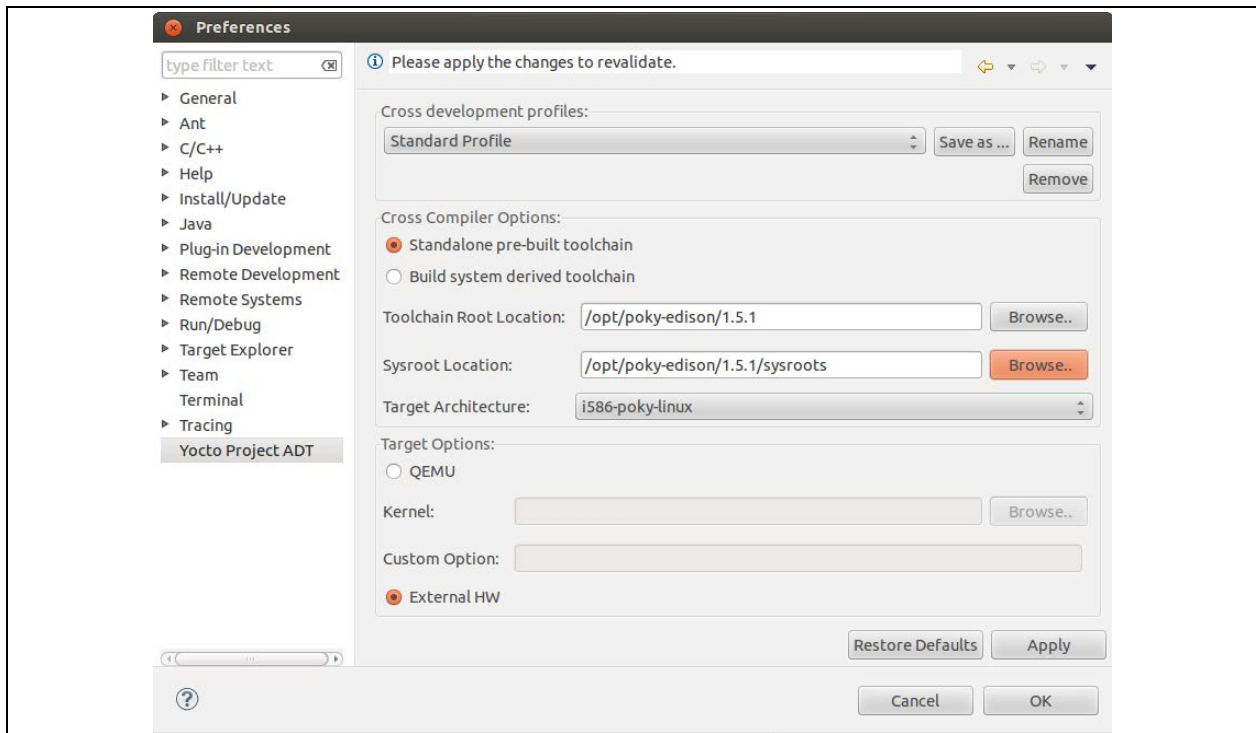 Preferences
type filter text
General
Ant
C/C++
Help
Install/Update
Java
Plug-in Development
Remote Development
Remote Systems
Run/Debug
Target Explorer
Team
Terminal
Tracing
Yocto Project ADT
Please apply the changes to revalidate.
Cross development profiles:
Standard Profile Save as ... Rename
Remove
Cross Compiler Options:
Standalone pre-built toolchain
Build system derived toolchain
Toolchain Root Location: /opt/poky-edison/1.5.1 Browse..
Sysroot Location: /opt/poky-edison/1.5.1/sysroots Browse..
Target Architecture: i586-poky-linux
Target Options:
QEMU
Kernel: Browse..
Custom Option:
External HW
Restore Defaults Apply
? Cancel OK